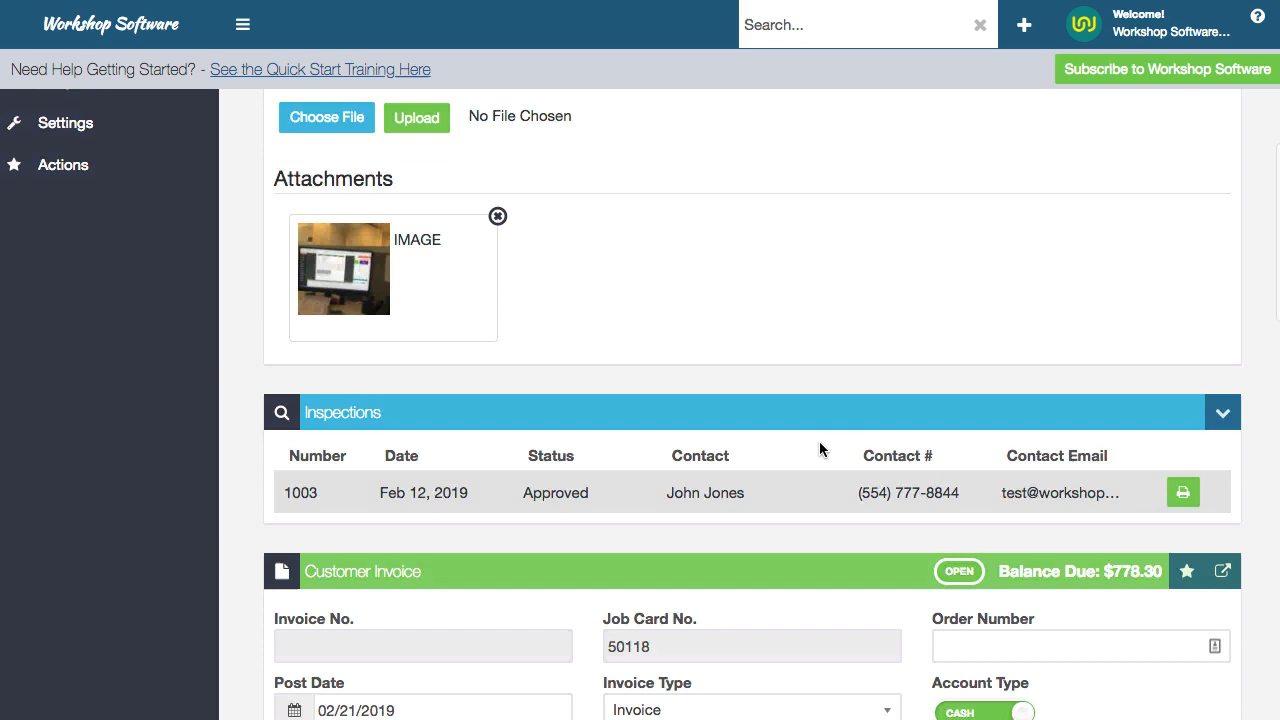 Workshop Software
Search...
Welcome!
Workshop Software...
Need Help Getting Started? - See the Quick Start Training Here
Subscribe to Workshop Software
Settings
Actions
Choose File
Upload
No File Chosen
Attachments
IMAGE
Inspections
Number Date Status Contact Contact # Contact Email
1003 Feb 12, 2019 Approved John Jones (554) 777-8844 test@workshop...
Customer Invoice OPEN Balance Due: $778.30
Invoice No. Job Card No. Order Number
50118
Post Date Invoice Type Account Type
02/21/2019 Invoice CASH